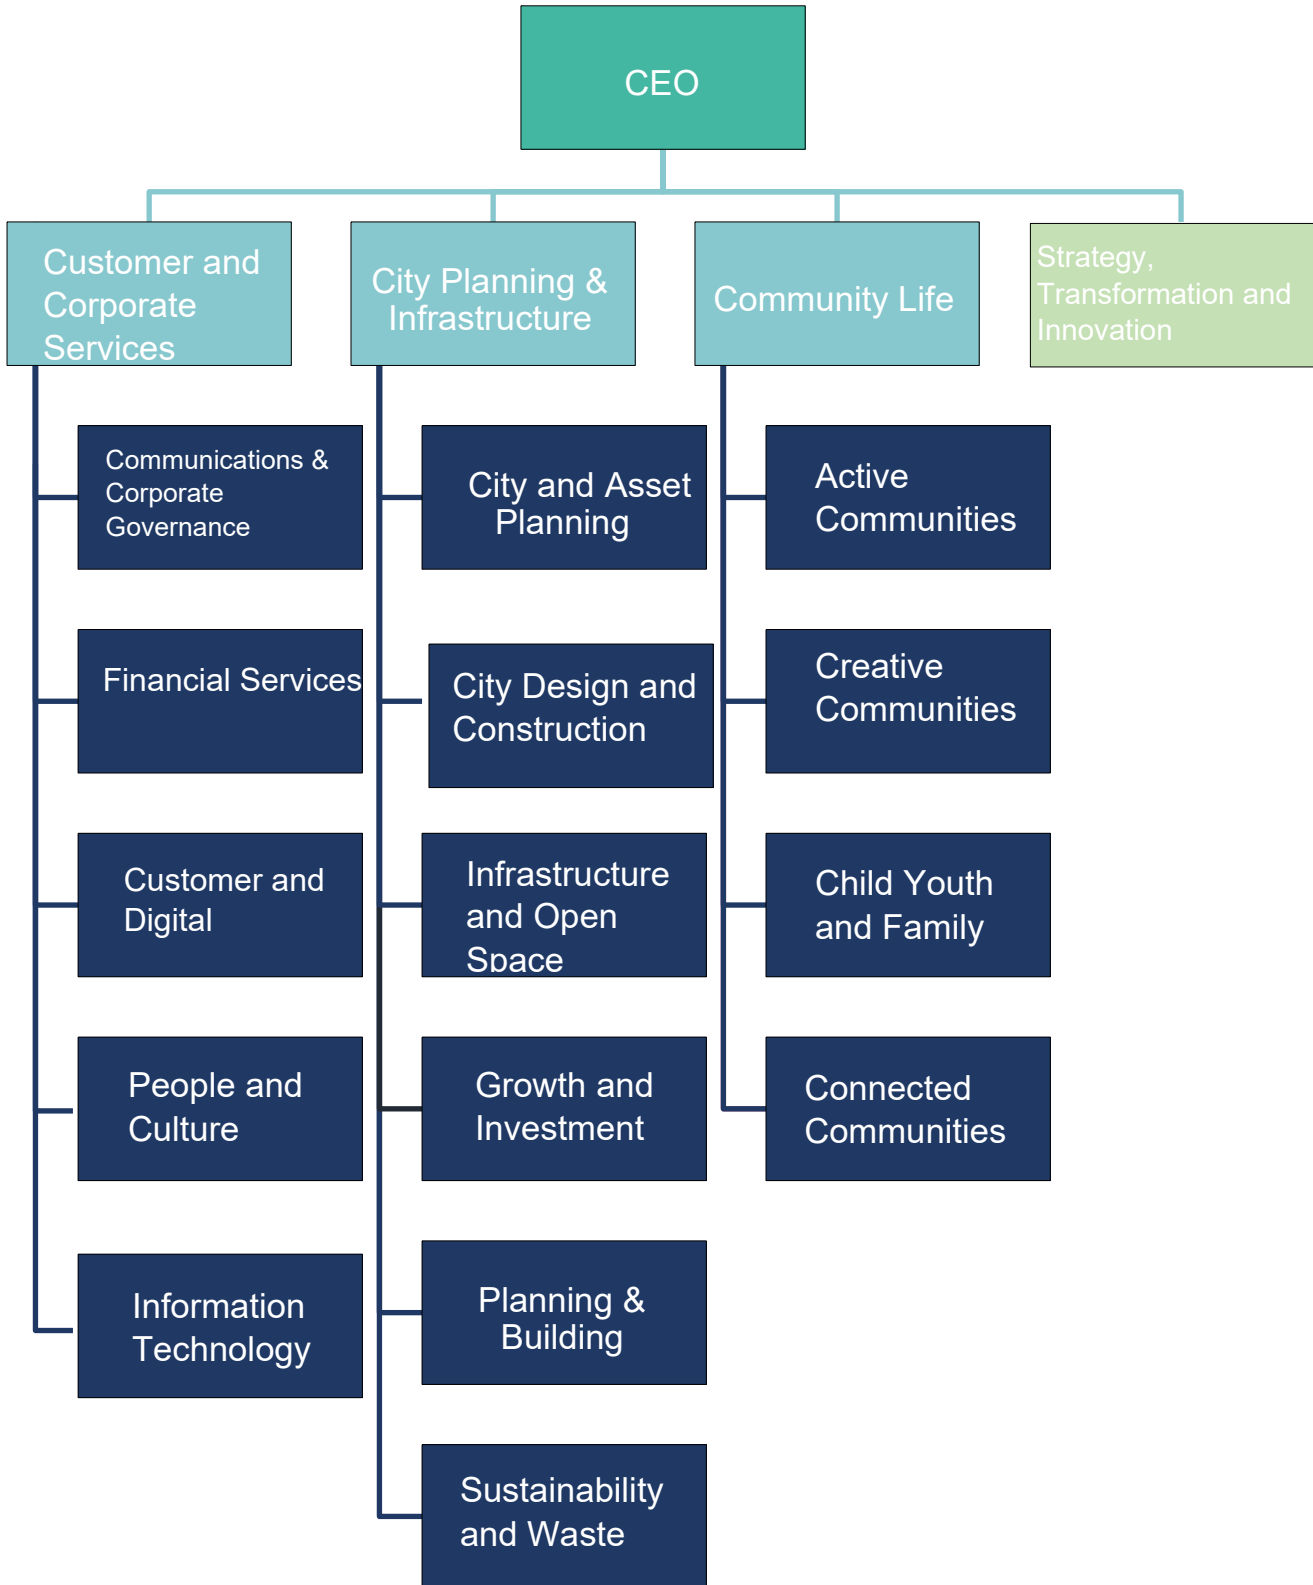 CEO
Customer and
Corporate
Services
City Planning &
Infrastructure
Community Life
Strategy,
Transformation and
Innovation
Communications &
Corporate
Governance
City and Asset
Planning
Active
Communities
Financial Services
City Design and
Construction
Creative
Communities
Customer and
Digital
Infrastructure
and Open
Space
Child Youth
and Family
People and
Culture
Growth and
Investment
Connected
Communities
Information
Technology
Planning &
Building
Sustainability
and Waste